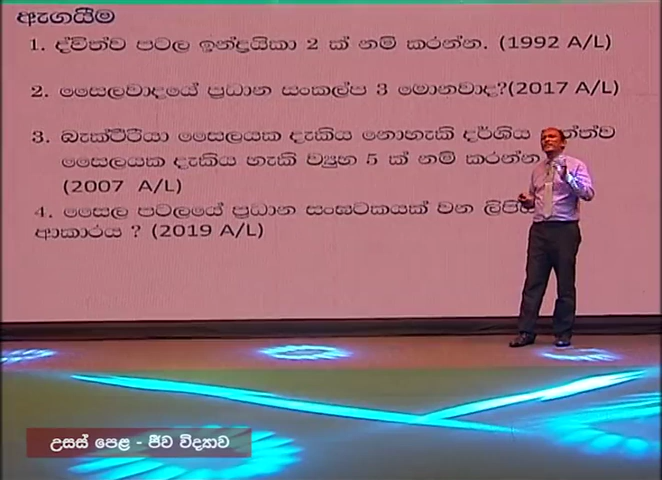 ඇගයීම
1. ද්විත්ව පටල ඉන්ද්‍රයිකා 2 ක් නම් කරන්න. (1992 A/L)
2. සෛලවාදයේ ප්‍රධාන සංකල්ප 3 මොනවාද?(2017 A/L)
3. බැක්ටීරියා සෛලයක දැකිය නොහැකි දර්ශීය
සෛලයක දැකිය හැකි ව්‍යුහ 5 ක් නම් කරන්න
(2007 A/L)
4. සෛල පටලයේ ප්‍රධාන සංඝටකයක් වන
ආකාරය ? (2019 A/L)
උසස් පෙළ - ජීව විද්‍යාව